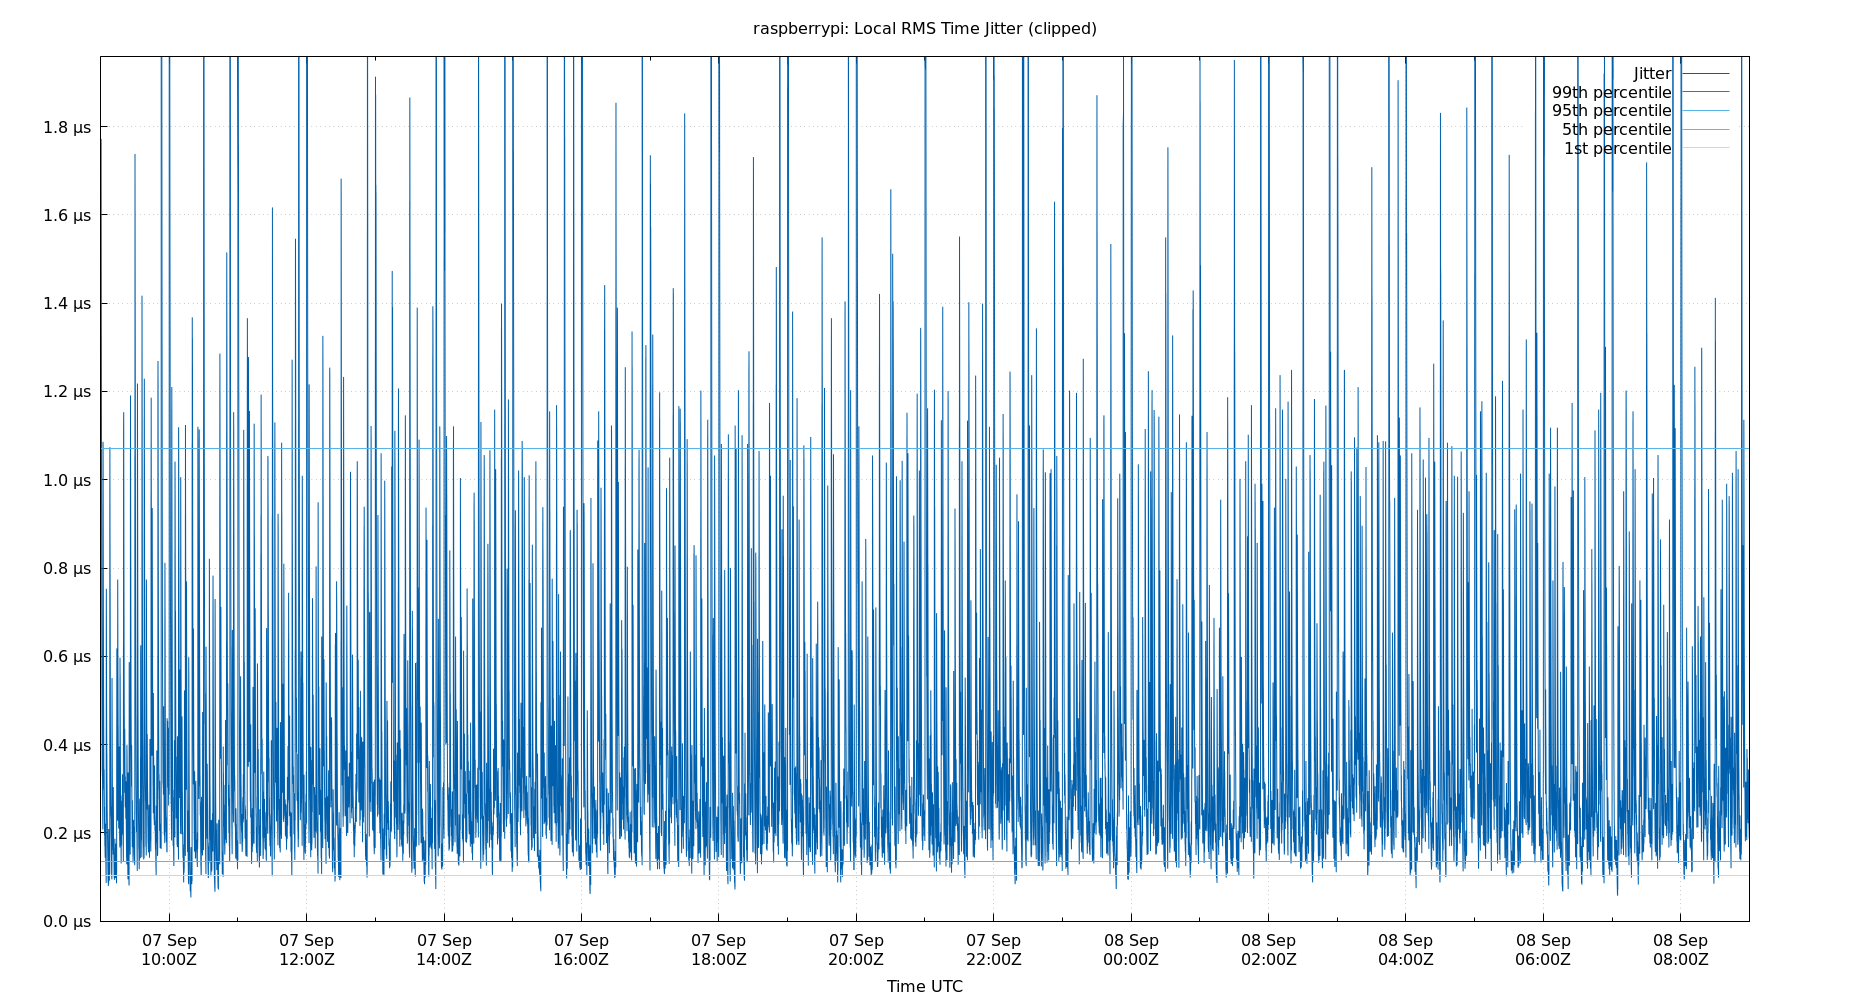 raspberrypi: Local RMS Time Jitter (clipped)
Jitter
99th percentile
95th percentile
5th percentile
1st percentile
1.8 µs
1.6 µs
1.4 µs
1.2 µs
1.0 µs
0.8 µs
0.6 µs
0.4 µs
0.2 µs
0.0 µs
07 Sep 07 Sep 07 Sep 07 Sep 07 Sep 07 Sep 07 Sep 08 Sep 08 Sep 08 Sep 08 Sep 08 Sep
10:00Z 12:00Z 14:00Z 16:00Z 18:00Z 20:00Z 22:00Z 00:00Z 02:00Z 04:00Z 06:00Z 08:00Z
Time UTC